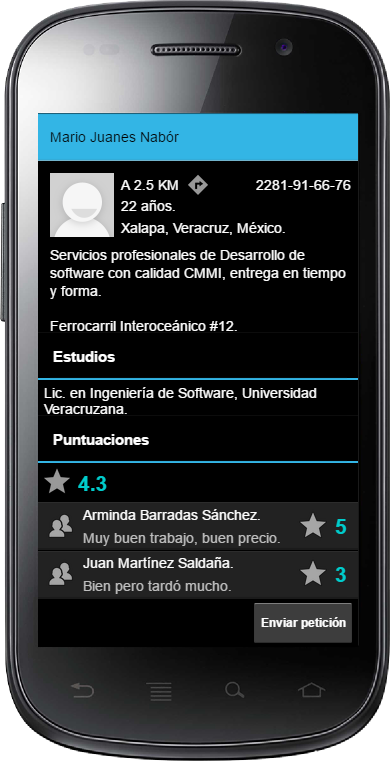 Mario Juanes Nabór
A 2.5 KM
2281-91-66-76
22 años.
Xalapa, Veracruz, México.
Servicios profesionales de Desarrollo de
software con calidad CMMI, entrega en tiempo
y forma.
Ferrocarril Interoceánico #12.
Estudios
Lic. en Ingeniería de Software, Universidad
Veracruzana.
Puntuaciones
4.3
Arminda Barradas Sánchez.
5
Muy buen trabajo, buen precio.
Juan Martínez Saldaña.
3
Bien pero tardó mucho.
Enviar petición